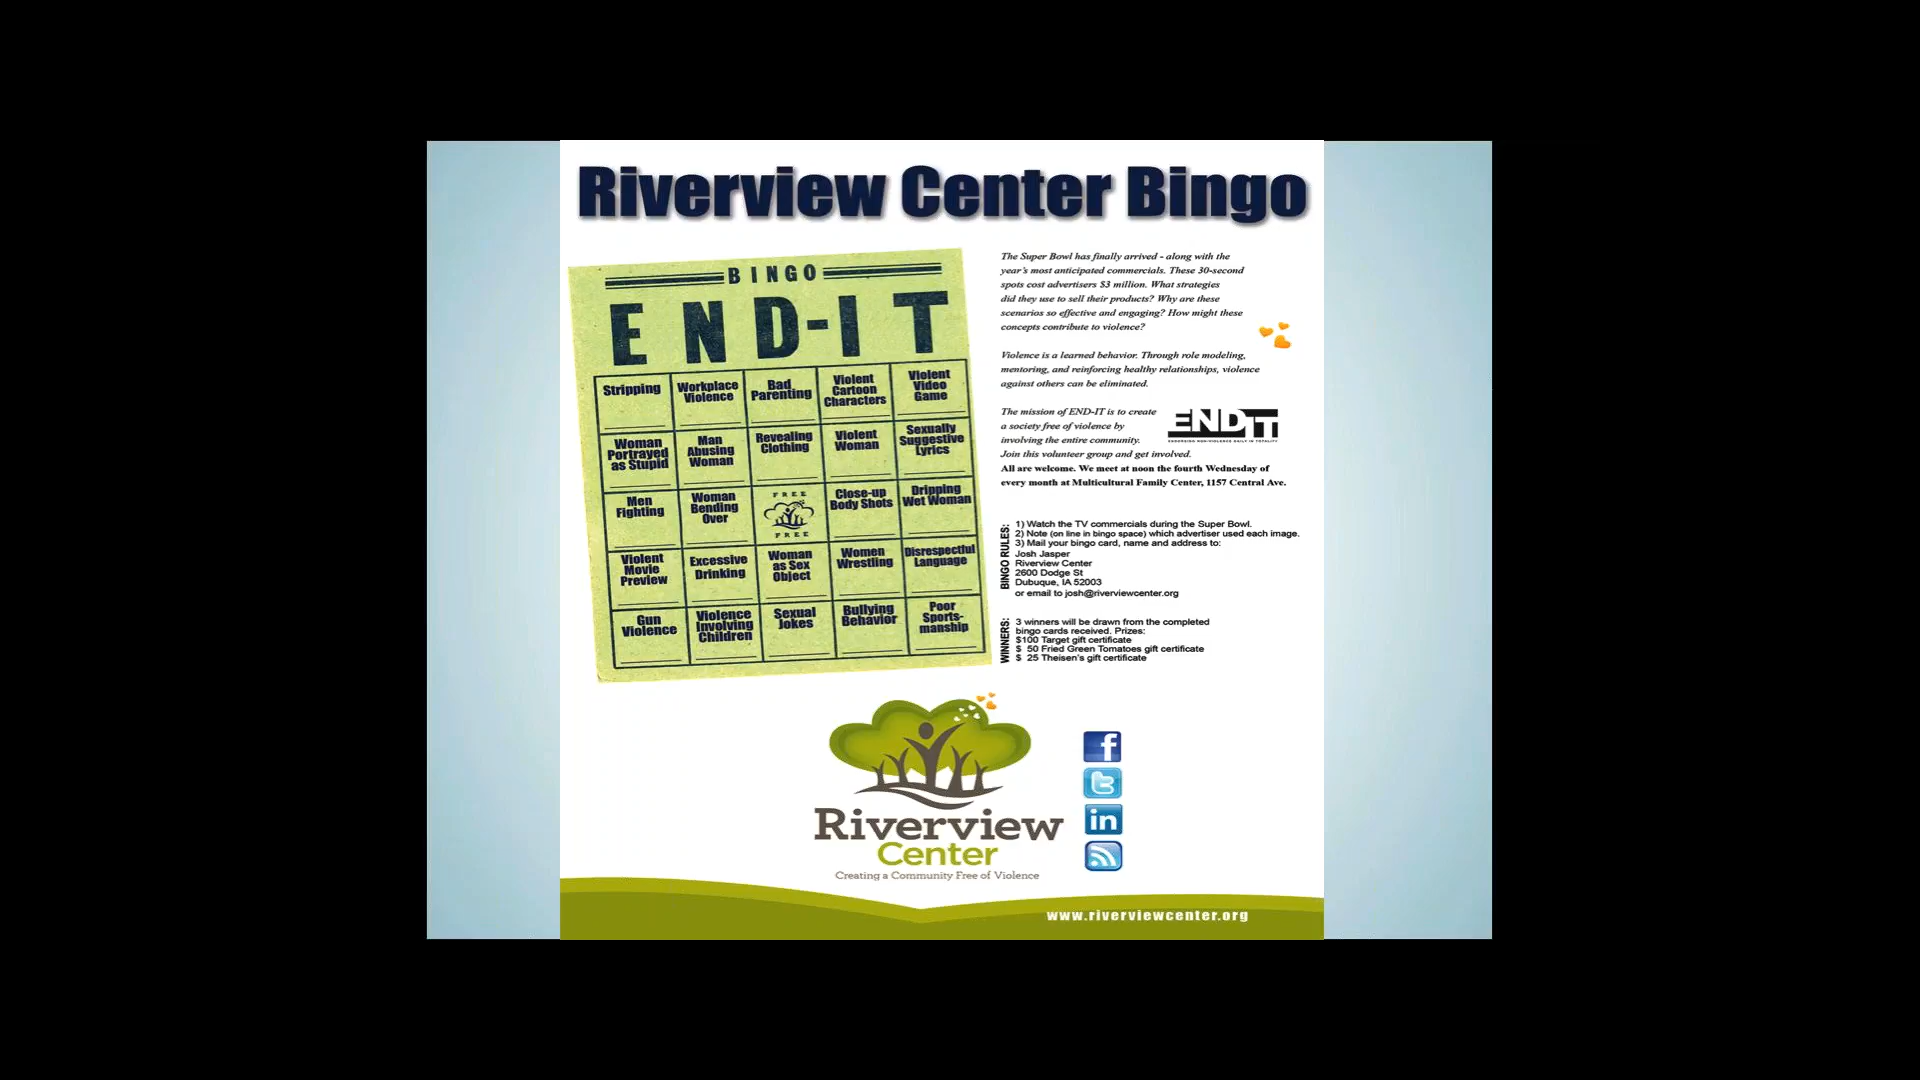 Riverview Center Bingo
BINGO
END-IT
Stripping
Workplace
Violence
Bad
Parenting
Violent
Cartoon
Characters
Violent
Video
Game
Woman
Portrayed
as Stupid
Man
Abusing
Woman
Revealing
Clothing
Violent
Woman
Sexually
Suggestive
Lyrics
Men
Fighting
Woman
Bending
Over
FREE
FREE
Close-up
Body Shots
Dripping
Wet Woman
Violent
Movie
Preview
Excessive
Drinking
Woman
as Sex
Object
Women
Wrestling
Disrespectful
Language
Gun
Violence
Violence
Involving
Children
Sexual
Jokes
Bullying
Behavior
Poor
Sports-
manship
The Super Bowl has finally arrived - along with the
year's most anticipated commercials. These 30-second
spots cost advertisers $3 million. What strategies
did they use to sell their products? Why are these
scenarios so effective and engaging? How might these
concepts contribute to violence?
Violence is a learned behavior. Through role modeling,
mentoring, and reinforcing healthy relationships, violence
against others can be eliminated.
The mission of END-IT is to create
a society free of violence by
involving the entire community.
Join this volunteer group and get involved.
END IT
All are welcome. We meet at noon the fourth Wednesday of
every month at Multicultural Family Center, 1157 Central Ave.
BINGO RULES:
1) Watch the TV commercials during the Super Bowl.
2) Note (on line in bingo space) which advertiser used each image.
3) Mail your bingo card, name and address to:
Josh Jasper
Riverview Center
2600 Dodge St
Dubuque, IA 52003
or email to josh@riverviewcenter.org
WINNERS:
3 winners will be drawn from the completed
bingo cards received. Prizes:
$100 Target gift certificate
$ 50 Fried Green Tomatoes gift certificate
$ 25 Theisen's gift certificate
Riverview
Center
Creating a Community Free of Violence
f
t
in
www.riverviewcenter.org